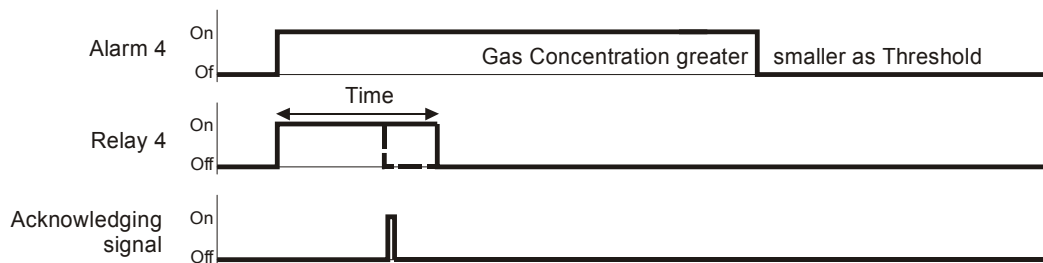 On
Alarm 4
Gas Concentration greater smaller as Threshold
Of
Time
On
Relay 4
Off
Acknowledging
On
signal
Off